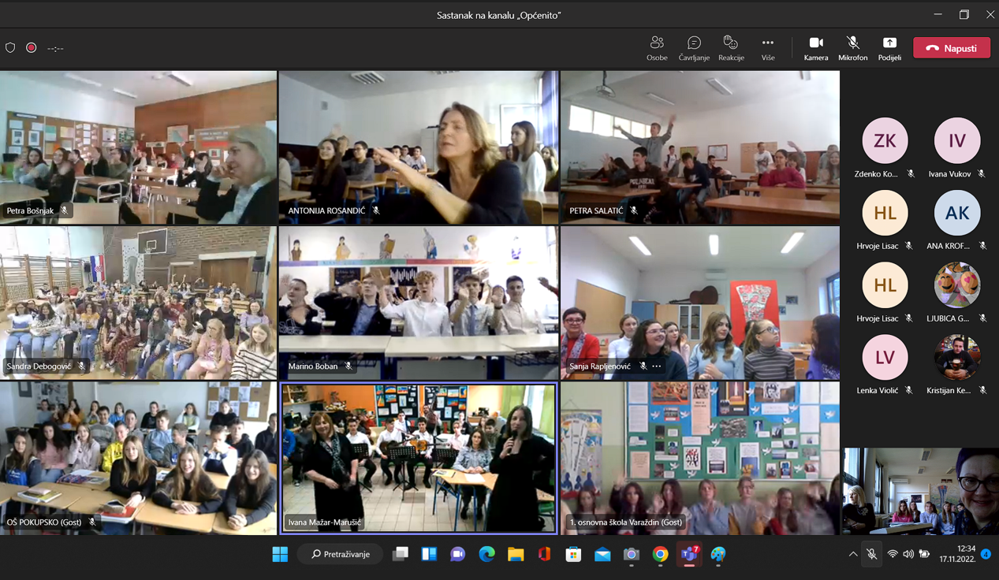 Sastanak na kanalu „Općenito”
--:--
Osobe
Čavrljanje
Reakcije
Više
Kamera
Mikrofon
Podijeli
Napusti
Petra Bošnjak
ANTONIJA ROSANDIĆ
PETRA SALATIĆ
ZK
Zdenko Ko...
IV
Ivana Vukov
HL
Hrvoje Lisac
AK
ANA KROF...
Sandra Debogović
Marino Boban
Sanja Rapljenović
HL
Hrvoje Lisac
LJUBICA G...
LV
Lenka Violić
Kristijan Ke...
OŠ POKUPSKO (Gost)
Ivana Mažar-Marušić
1. osnovna škola Varaždin (Gost)
Pretraživanje
7
12:34
17.11.2022.
4